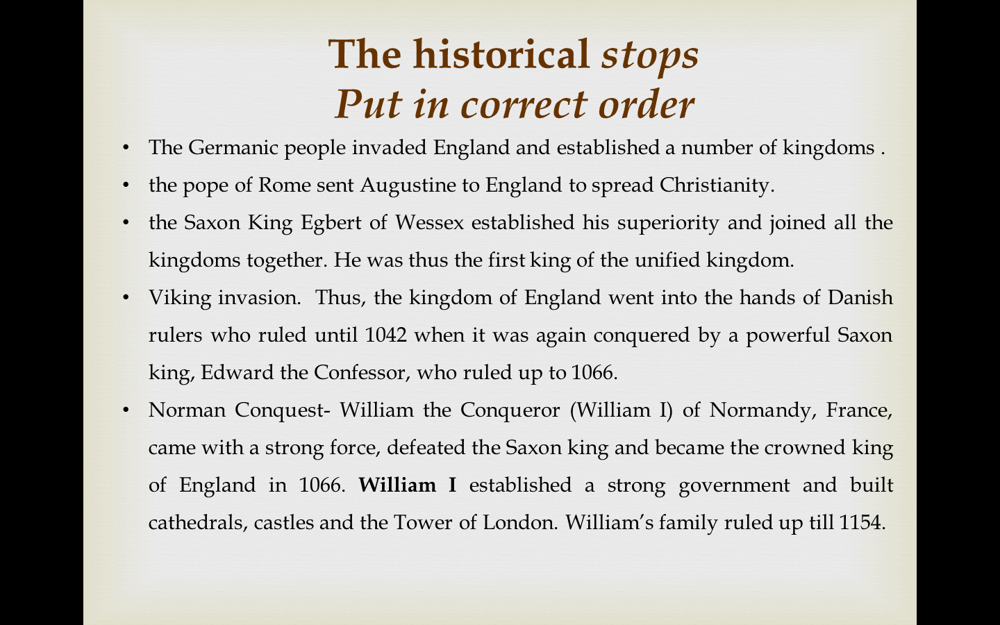 The historical stops
Put in correct order
• The Germanic people invaded England and established a number of kingdoms .
• the pope of Rome sent Augustine to England to spread Christianity.
• the Saxon King Egbert of Wessex established his superiority and joined all the
kingdoms together. He was thus the first king of the unified kingdom.
• Viking invasion.  Thus, the kingdom of England went into the hands of Danish
rulers who ruled until 1042 when it was again conquered by a powerful Saxon
king, Edward the Confessor, who ruled up to 1066.
• Norman Conquest- William the Conqueror (William I) of Normandy, France,
came with a strong force, defeated the Saxon king and became the crowned king
of England in 1066. William I established a strong government and built
cathedrals, castles and the Tower of London. William’s family ruled up till 1154.